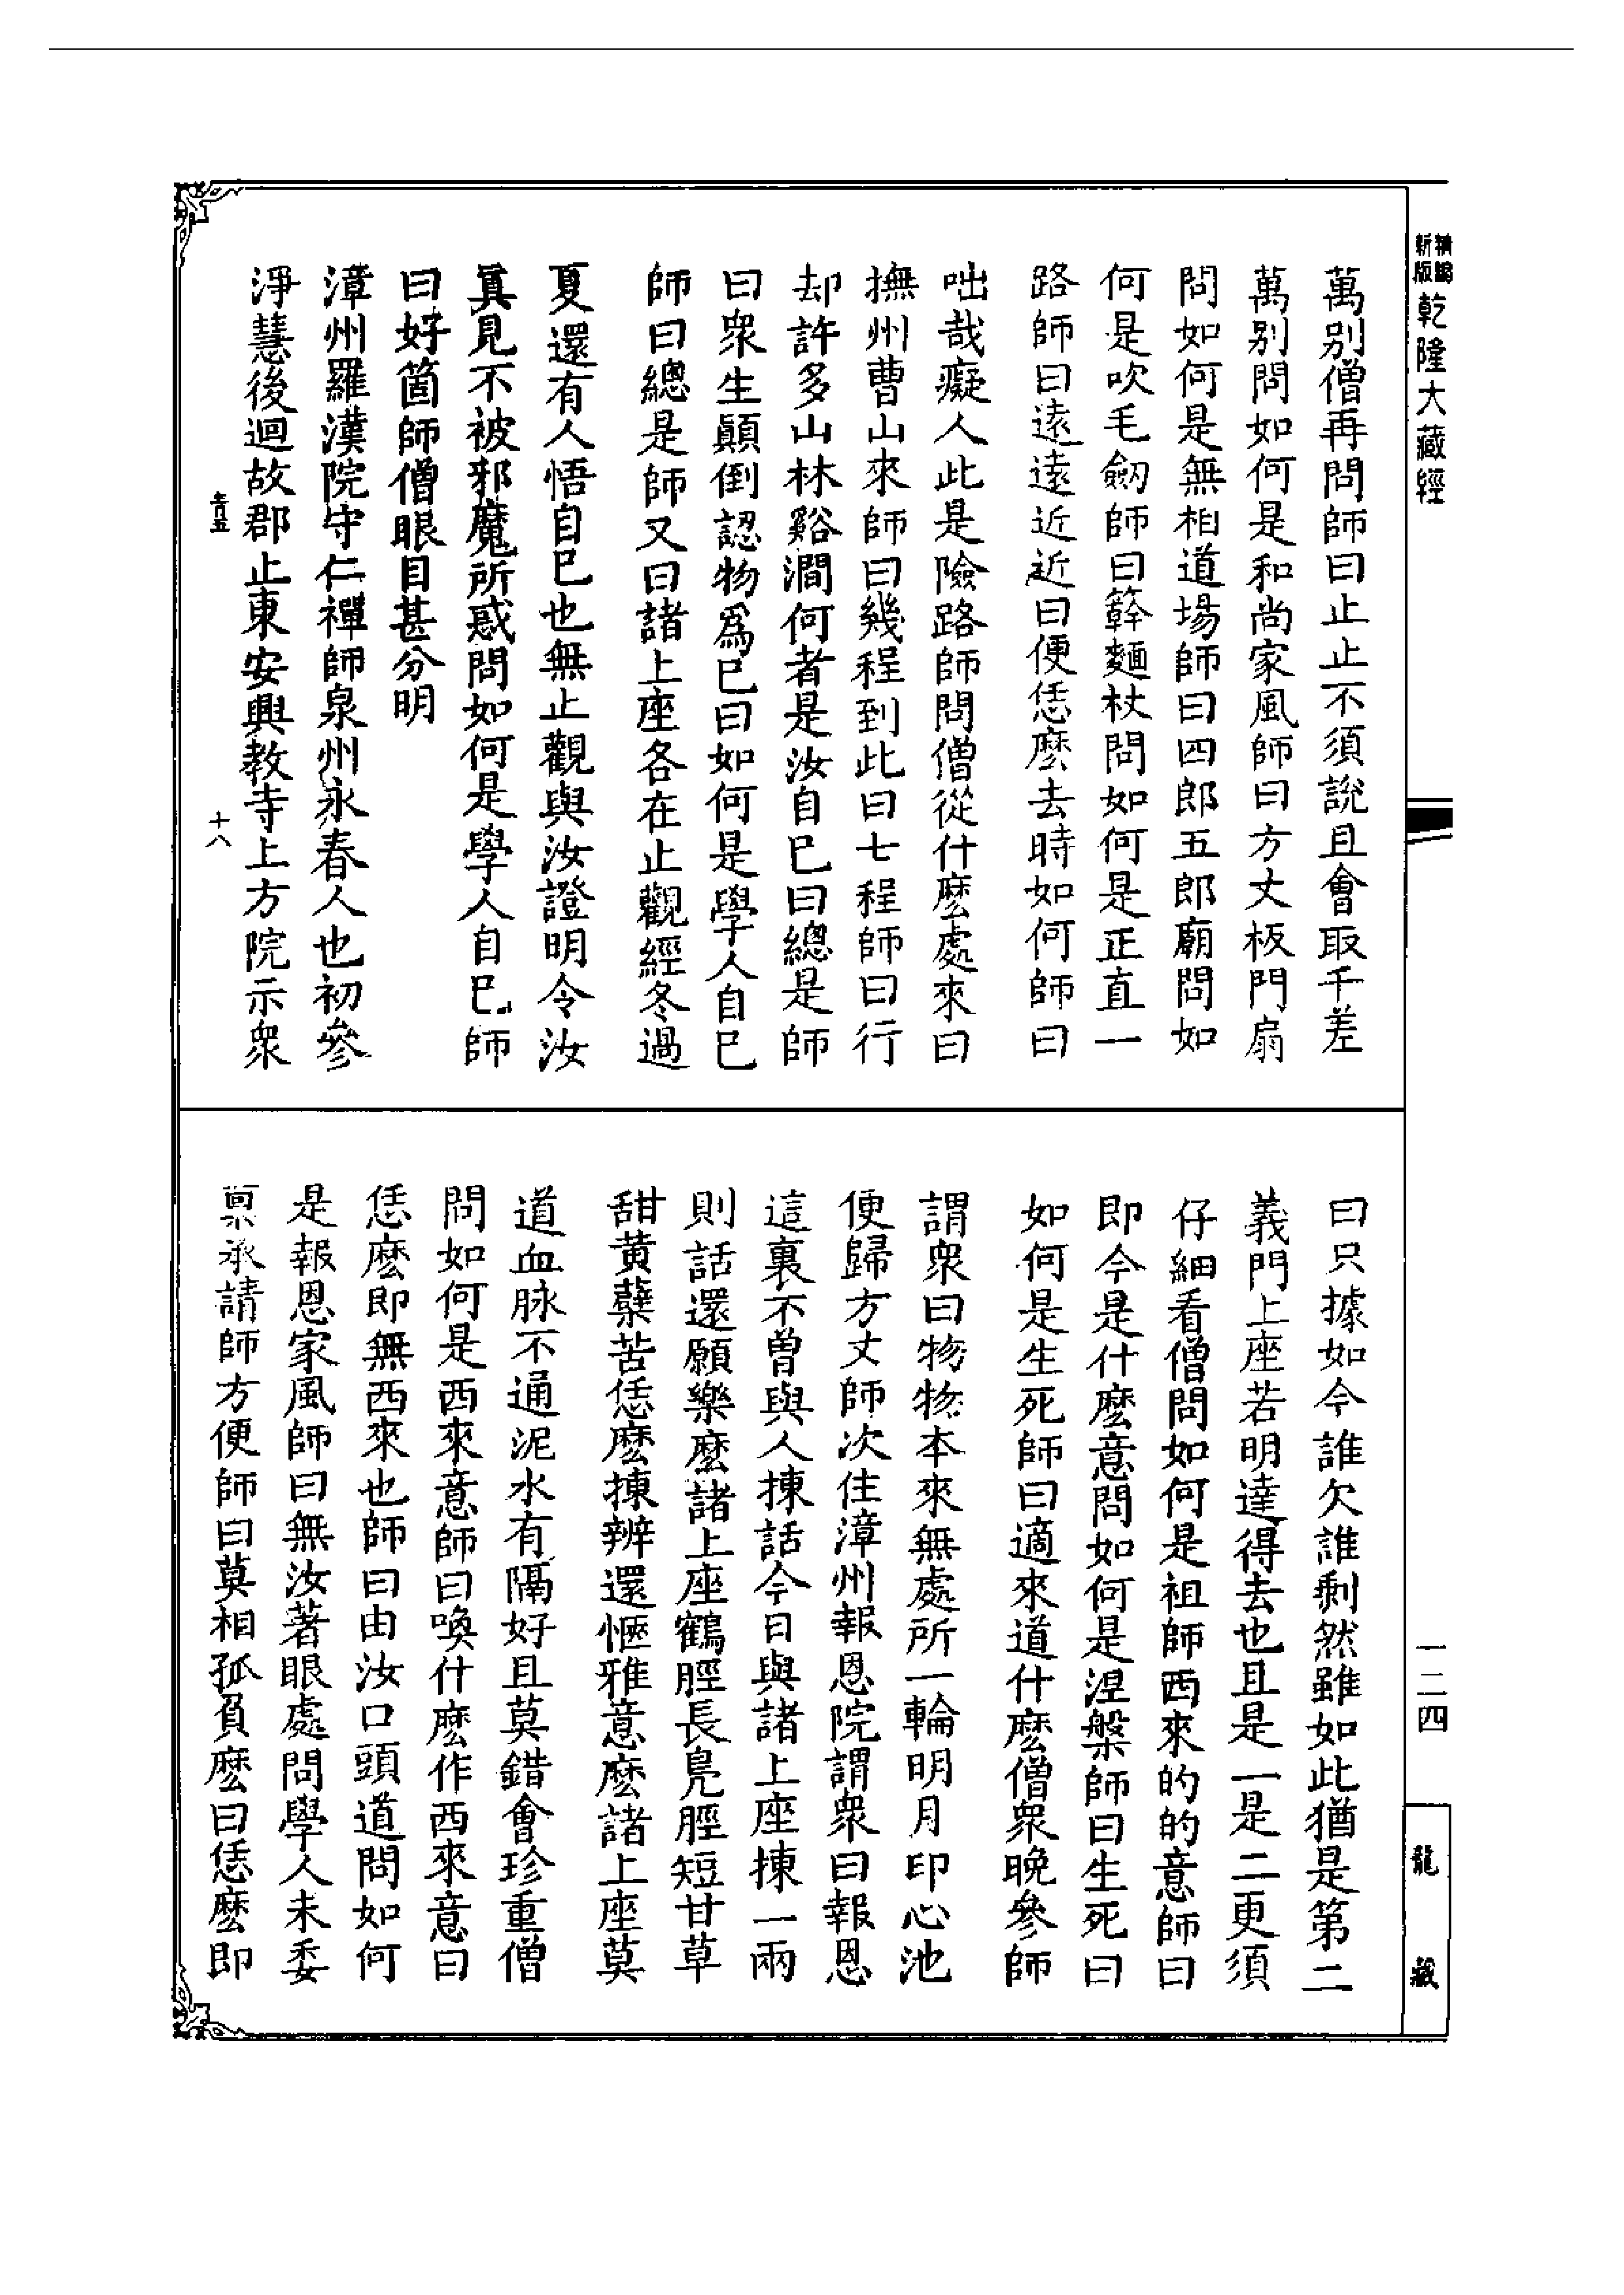 精編新版乾隆大藏經
萬別僧再問師曰止止不須說且會取千差
萬別問如何是和尚家風師曰方丈板門扇
問如何是無相道場師曰四郎五郎廟問如
何是吹毛劒師曰簳麵杖問如何是正直一
路師曰遠遠近近曰便恁麼去時如何師曰
咄哉癡人此是險路師問僧從什麼處來曰
撫州曹山來師曰幾程到此曰七程師曰行
却許多山林谿澗何者是汝自己曰總是師
曰衆生顚倒認物爲己曰如何是學人自己
師曰總是師又曰諸上座各在止觀經冬過
夏還有人悟自己也無止觀與汝證明令汝
眞見不被邪魔所惑問如何是學人自己師
曰好箇師僧眼目甚分明
漳州羅漢院守仁禪師泉州永春人也初參
淨慧後迴故郡止東安興教寺上方院示衆
十八
曰只據如今誰欠誰剩然雖如此猶是第二
義門上座若明達得去也且是一是二更須
仔細看僧問如何是祖師西來的的意師曰
即今是什麼意問如何是涅槃師曰生死曰
如何是生死師曰適來道什麼僧衆晚參師
謂衆曰物物本來無處所一輪明月印心池
便歸方丈師次住漳州報恩院謂衆曰報恩
這裏不曾與人揀話今日與諸上座揀一兩
則話還願樂麼諸上座鶴脛長鳧脛短甘草
甜黄蘗苦恁麼揀辨還愜雅意麼諸上座莫
道血脉不通泥水有隔好且莫錯會珍重僧
問如何是西來意師曰喚什麼作西來意曰
恁麼即無西來也師曰由汝口頭道問如何
是報恩家風師曰無汝著眼處問學人未委
稟承請師方便師曰莫相孤負麼曰恁麼即
一二四
龍藏